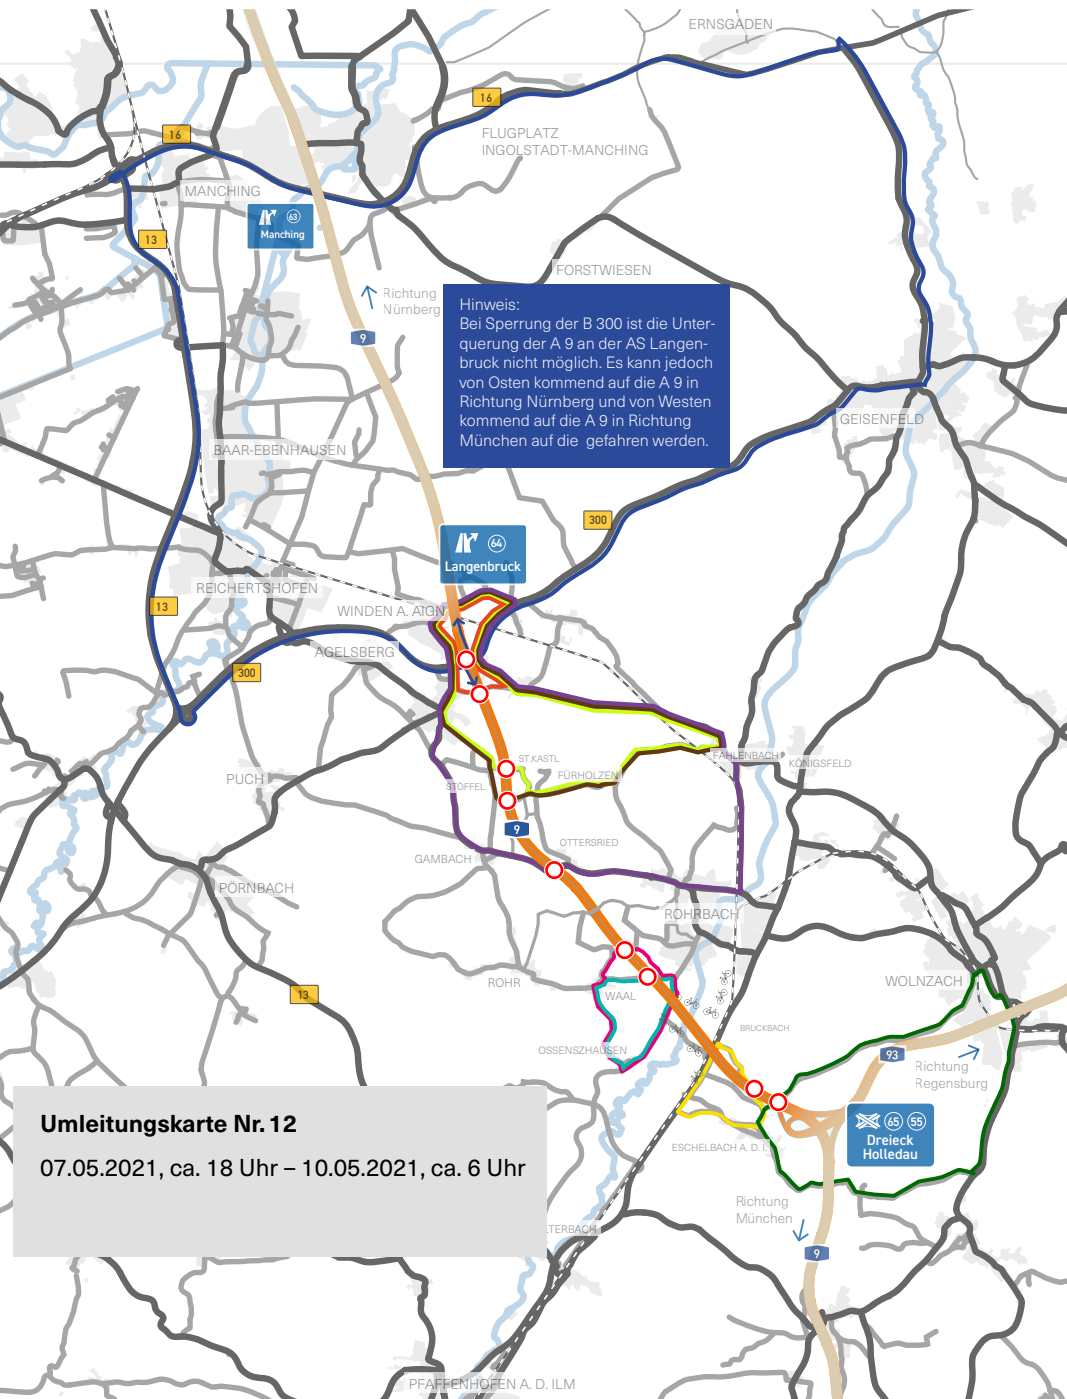 ERNSGADEN
16
16
FLUGPLATZ
INGOLSTADT-MANCHING
MANCHING
63
Manching
13
FORSTWIESEN
Richtung
Nürnberg
9
Hinweis:
Bei Sperrung der B 300 ist die Unter-
querung der A 9 an der AS Langen-
bruck nicht möglich. Es kann jedoch
von Osten kommend auf die A 9 in
Richtung Nürnberg und von Westen
kommend auf die A 9 in Richtung
München auf die gefahren werden.
GEISENFELD
BAAR-EBENHAUSEN
300
64
Langenbruck
REICHERTSHOFEN
13
WINDEN A. AIGN
AGELSBERG
300
FAHLENBACH
KÖNIGSFELD
ST.KASTL
FÜRHOLZEN
STÖFFEL
PUCH
9
OTTERSRIED
GAMBACH
PÖRNBACH
ROHRBACH
ROHR
WOLNZACH
13
WAAL
BRUCKBACH
OSSENSZHAUSEN
93
Richtung
Regensburg
65 55
Dreieck
Holledau
ESCHELBACH A. D. I.
Umleitungskarte Nr. 12
07.05.2021, ca. 18 Uhr – 10.05.2021, ca. 6 Uhr
Richtung
München
LTERBACH
9
PFAFFENHOFEN A. D. ILM